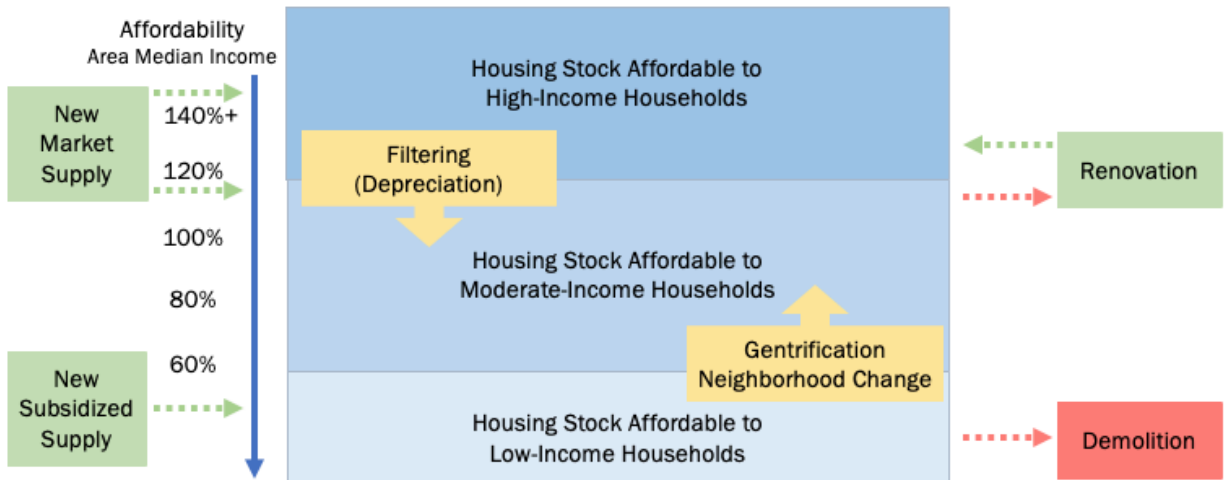 Affordability
Area Median Income
New
Market
Supply
140%+
120%
100%
80%
60%
New
Subsidized
Supply
Housing Stock Affordable to
High-Income Households
Filtering
(Depreciation)
Housing Stock Affordable to
Moderate-Income Households
Gentrification
Neighborhood Change
Housing Stock Affordable to
Low-Income Households
Renovation
Demolition